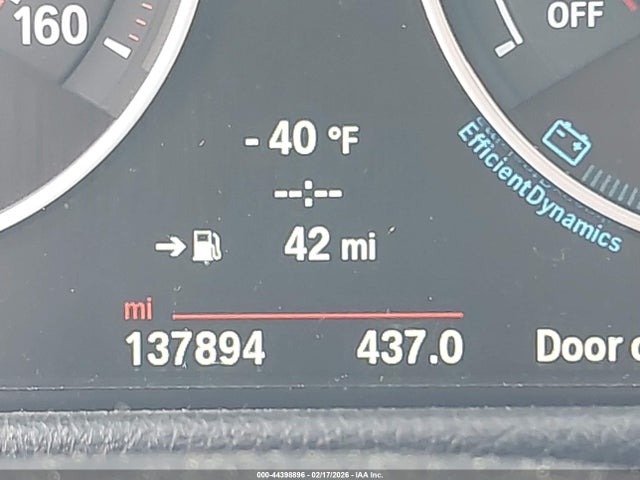 160
OFF
- 40 °F
--:--
EfficientDynamics
→ 42 mi
mi
137894 437.0 Door
000-44398896 - 02/17/2026 - IAA Inc.